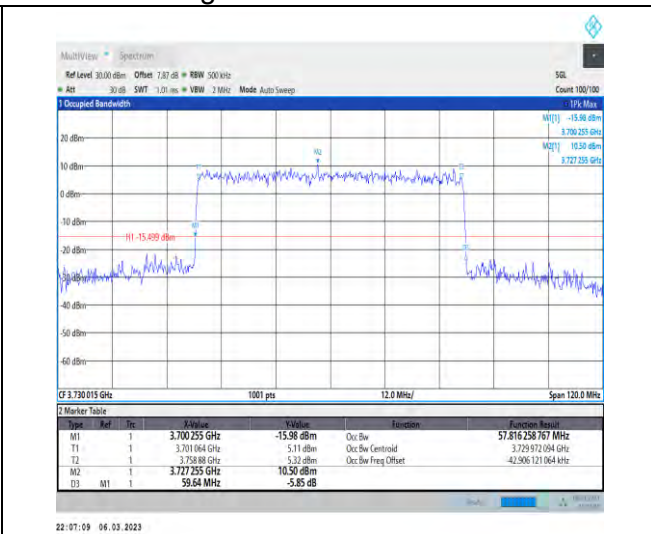 MultiView Spectrum
Ref Level 30.00 dBm Offset 7.87 dB RBW 500 kHz SGL
Att 30 dB SWT 1.01 ms VBW 2 MHz Mode Auto Sweep Count 100/100
1 Occupied Bandwidth 1Pk Max
M1[1] -15.98 dBm
3.700 255 GHz
M2[1] 10.50 dBm
3.727 255 GHz
20 dBm
M2
10 dBm
0 dBm
M1
-10 dBm
H1 -15.499 dBm
-20 dBm
-30 dBm
-40 dBm
-50 dBm
-60 dBm
CF 3.730 015 GHz 1001 pts 12.0 MHz/ Span 120.0 MHz
2 Marker Table
Type Ref Trc X-Value Y-Value Function Function Result
M1 1 3.700 255 GHz -15.98 dBm Occ Bw 57.816 258 767 MHz
T1 1 3.701 064 GHz 5.11 dBm Occ Bw Centroid 3.729 972 094 GHz
T2 1 3.758 88 GHz 5.32 dBm Occ Bw Freq Offset -42.906 121 064 kHz
M2 1 3.727 255 GHz 10.50 dBm
D3 M1 1 59.64 MHz -5.85 dB
22:07:09 06.03.2023